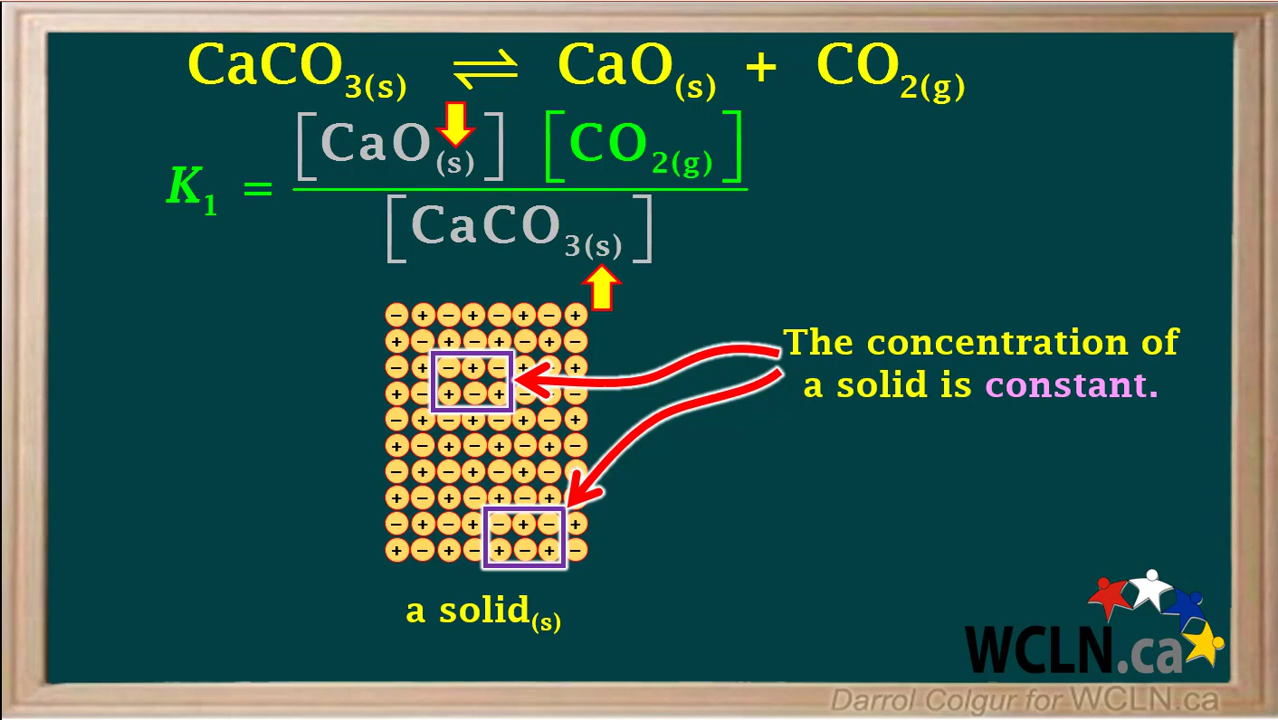 CaCO₃₍ₛ₎ ⇌ CaO₍ₛ₎ + CO₂(g)
K₁ = [CaO₍ₛ₎] [CO₂(g)]
[CaCO₃₍ₛ₎]
The concentration of
a solid is constant.
a solid₍ₛ₎
WCLN.ca
Darrol Colgur for WCLN.ca